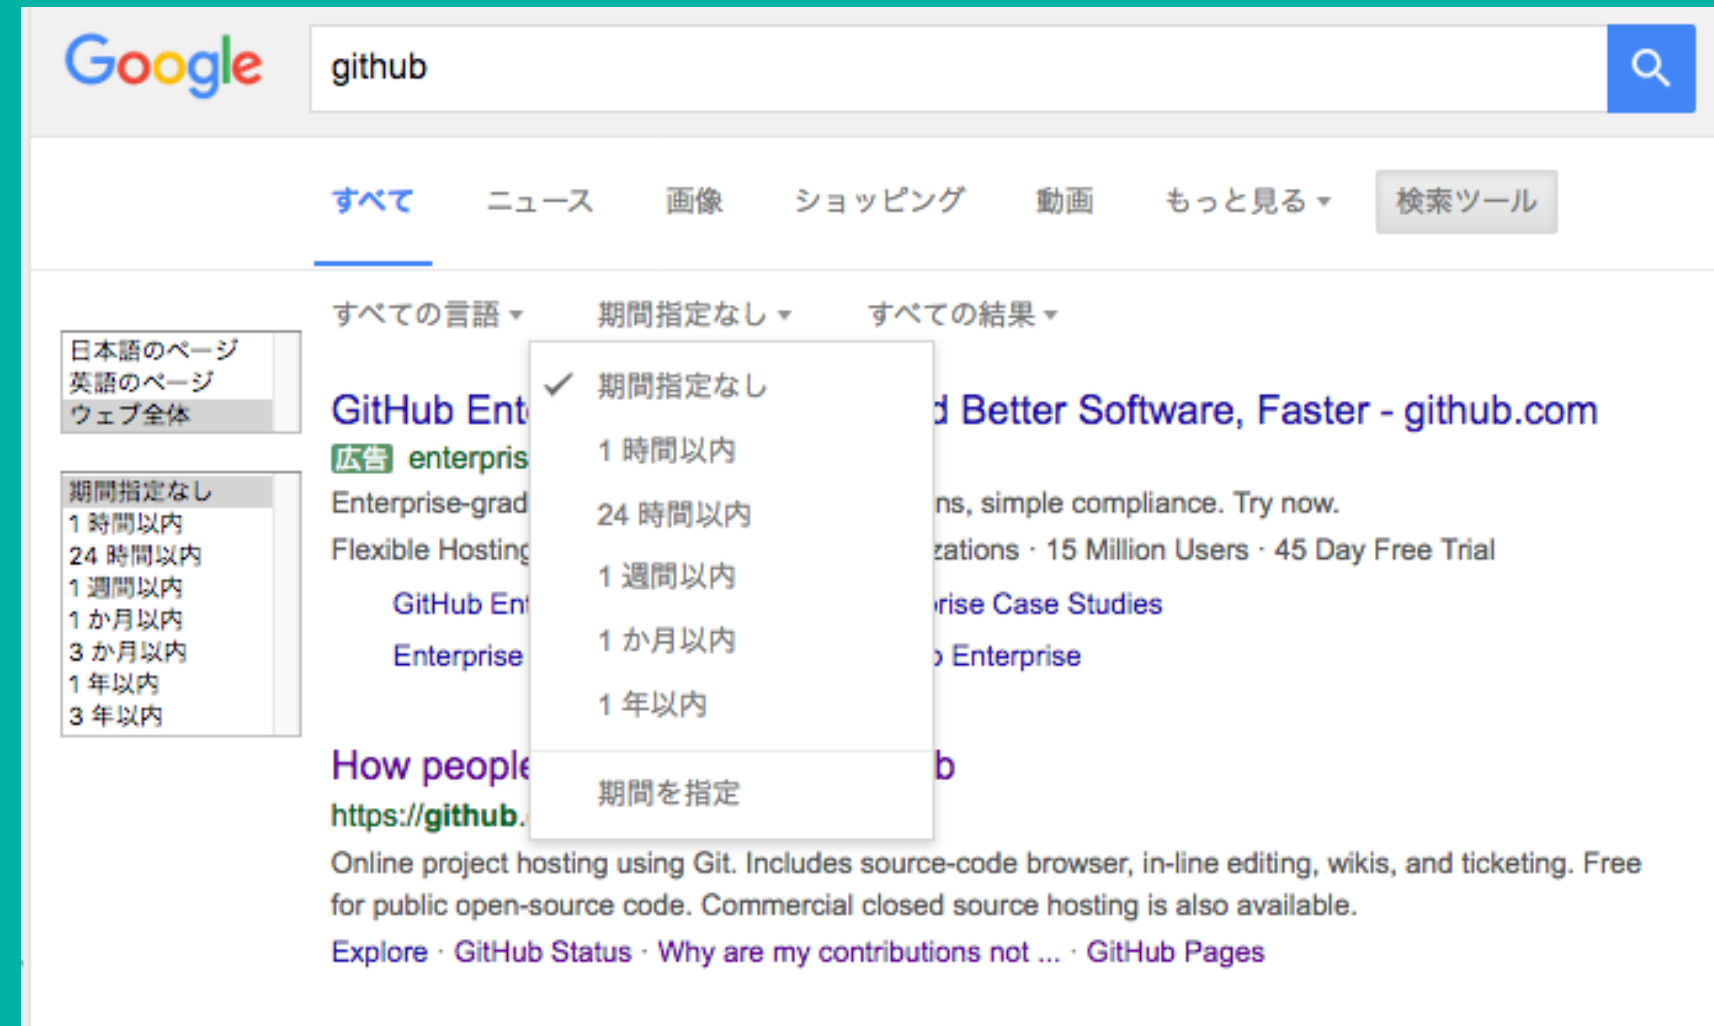 Google
github
すべて ニュース 画像 ショッピング 動画 もっと見る 検索ツール
すべての言語 期間指定なし すべての結果
日本語のページ
英語のページ
ウェブ全体
期間指定なし
1 時間以内
24 時間以内
1 週間以内
1 か月以内
3 か月以内
1 年以内
3 年以内
期間指定なし
1 時間以内
24 時間以内
1 週間以内
1 か月以内
1 年以内
期間を指定
GitHub Better Software, Faster - github.com
広告
simple compliance. Try now.
Flexible · 15 Million Users · 45 Day Free Trial
GitHub Case Studies
Enterprise Enterprise
How people
https://github.
Online project hosting using Git. Includes source-code browser, in-line editing, wikis, and ticketing. Free
for public open-source code. Commercial closed source hosting is also available.
Explore · GitHub Status · Why are my contributions not ... · GitHub Pages